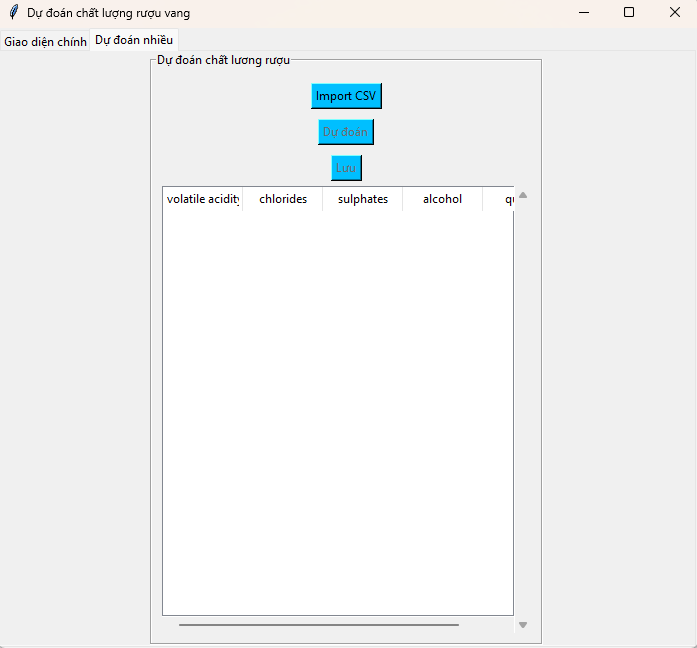 Dự đoán chất lượng rượu vang
Giao diện chính Dự đoán nhiều
Dự đoán chất lương rượu
Import CSV
Dự đoán
Lưu
volatile acidity chlorides sulphates alcohol